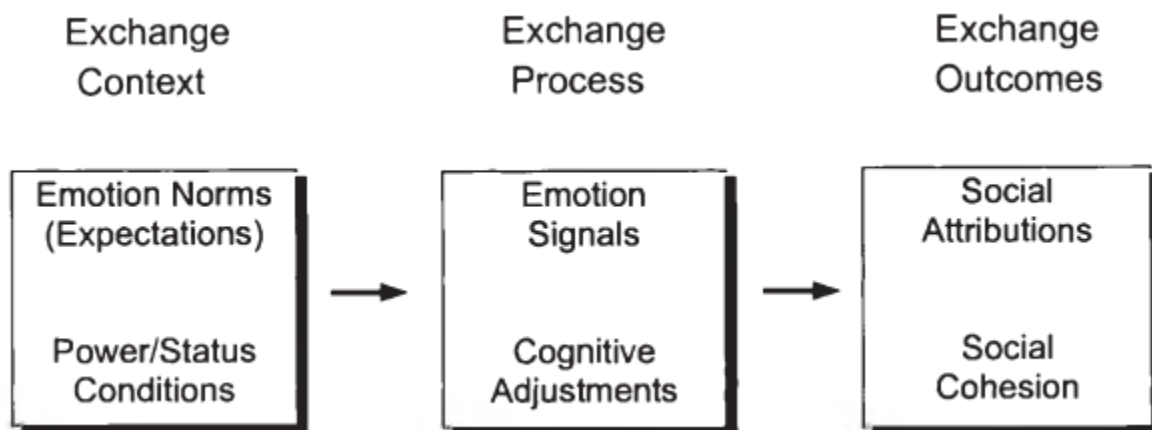 Exchange
Context
Exchange
Process
Exchange
Outcomes
Emotion Norms
(Expectations)
Power/Status
Conditions
Emotion
Signals
Cognitive
Adjustments
Social
Attributions
Social
Cohesion